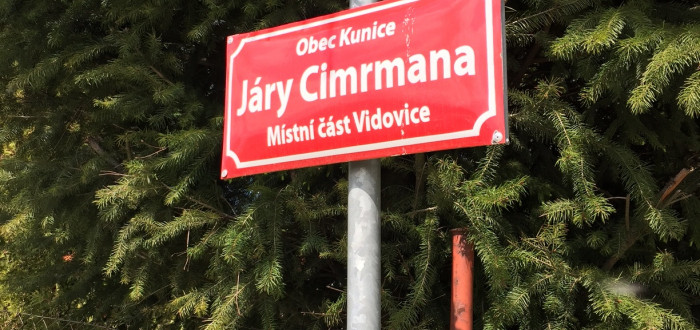 Obec Kunice
Járy Cimrmana
Místní část Vidovice